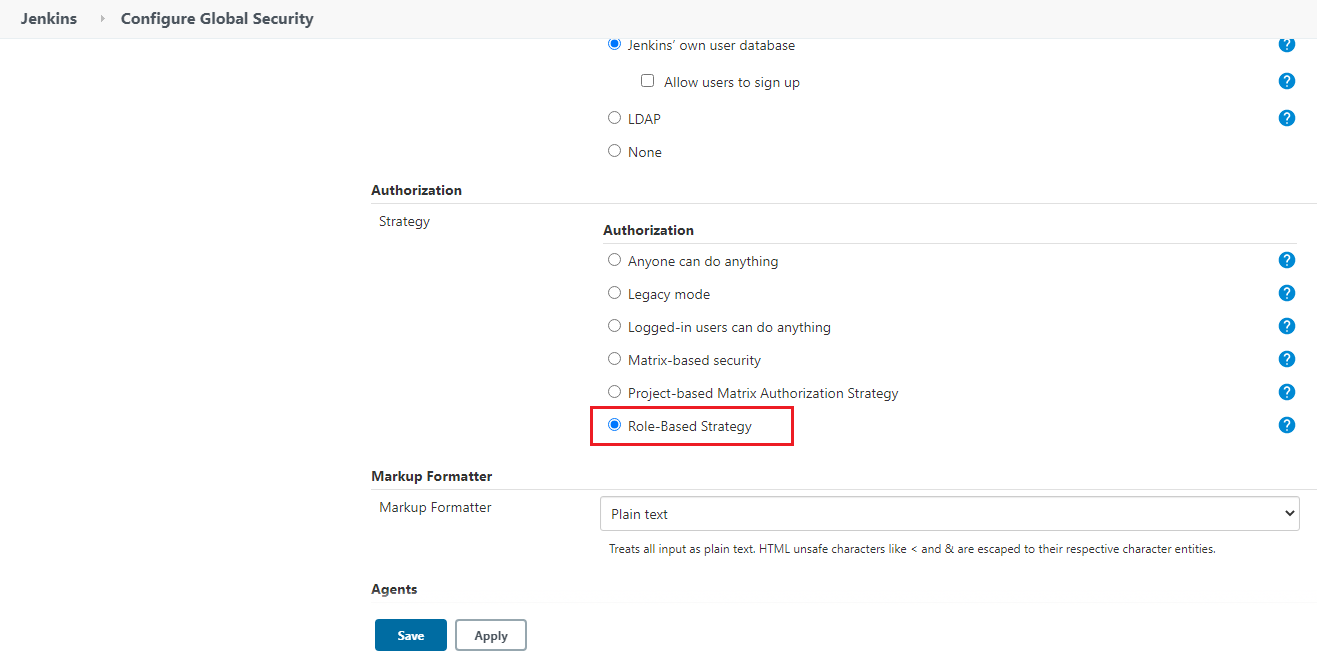 Jenkins › Configure Global Security
Jenkins' own user database ?
Allow users to sign up ?
LDAP ?
None
Authorization
Strategy
Authorization
Anyone can do anything ?
Legacy mode ?
Logged-in users can do anything ?
Matrix-based security ?
Project-based Matrix Authorization Strategy ?
Role-Based Strategy ?
Markup Formatter
Markup Formatter
Plain text
Treats all input as plain text. HTML unsafe characters like < and & are escaped to their respective character entities.
Agents
Save Apply